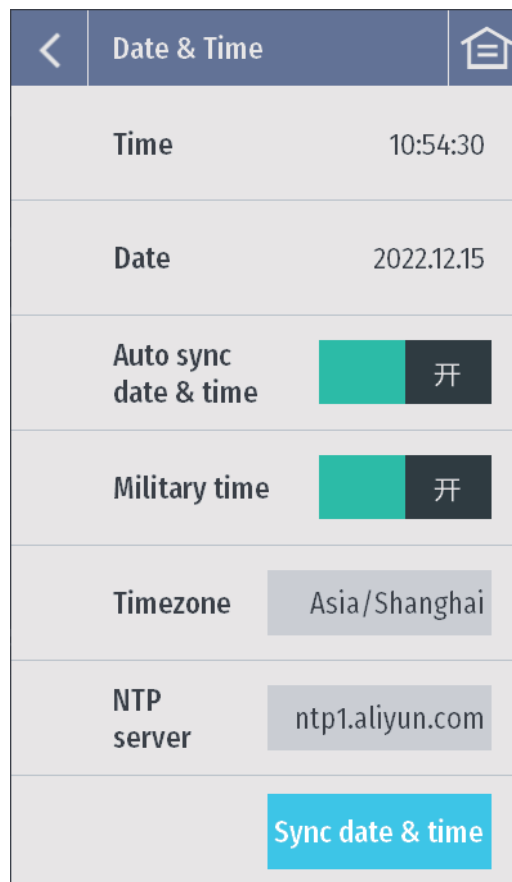 Date & Time
Time
10:54:30
Date
2022.12.15
Auto sync
date & time
开
Military time
开
Timezone
Asia/Shanghai
NTP
server
ntp1.aliyun.com
Sync date & time